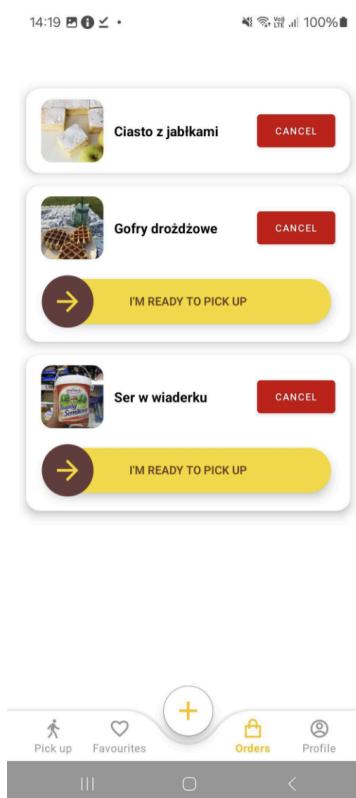 14:19 100%
Ciasto z jabłkami
CANCEL
Gofry drożdżowe
CANCEL
I'M READY TO PICK UP
Ser w wiaderku
CANCEL
I'M READY TO PICK UP
Pick up
Favourites
Orders
Profile